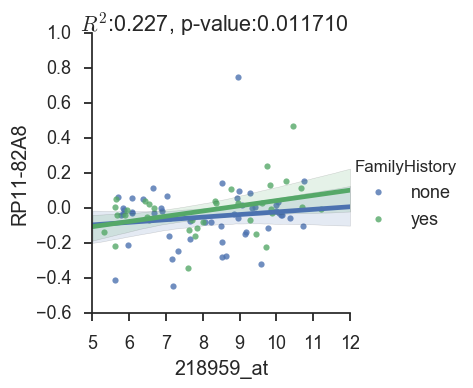 R²:0.227, p-value:0.011710
1.0
0.8
0.6
0.4
0.2
0.0
−0.2
−0.4
−0.6
RP11-82A8
5 6 7 8 9 10 11 12
218959_at
FamilyHistory
none
yes